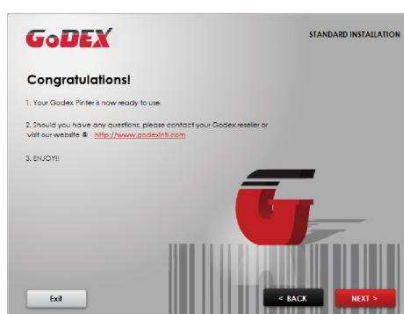 GODEX
STANDARD INSTALLATION
Congratulations!
1. Your Godex Pinter is now ready to use.
2. Should you have any questions, please contact your Godex reseller or
visit our website @ http://www.godexintl.com
3. ENJOY!!
Exit
< BACK
NEXT >